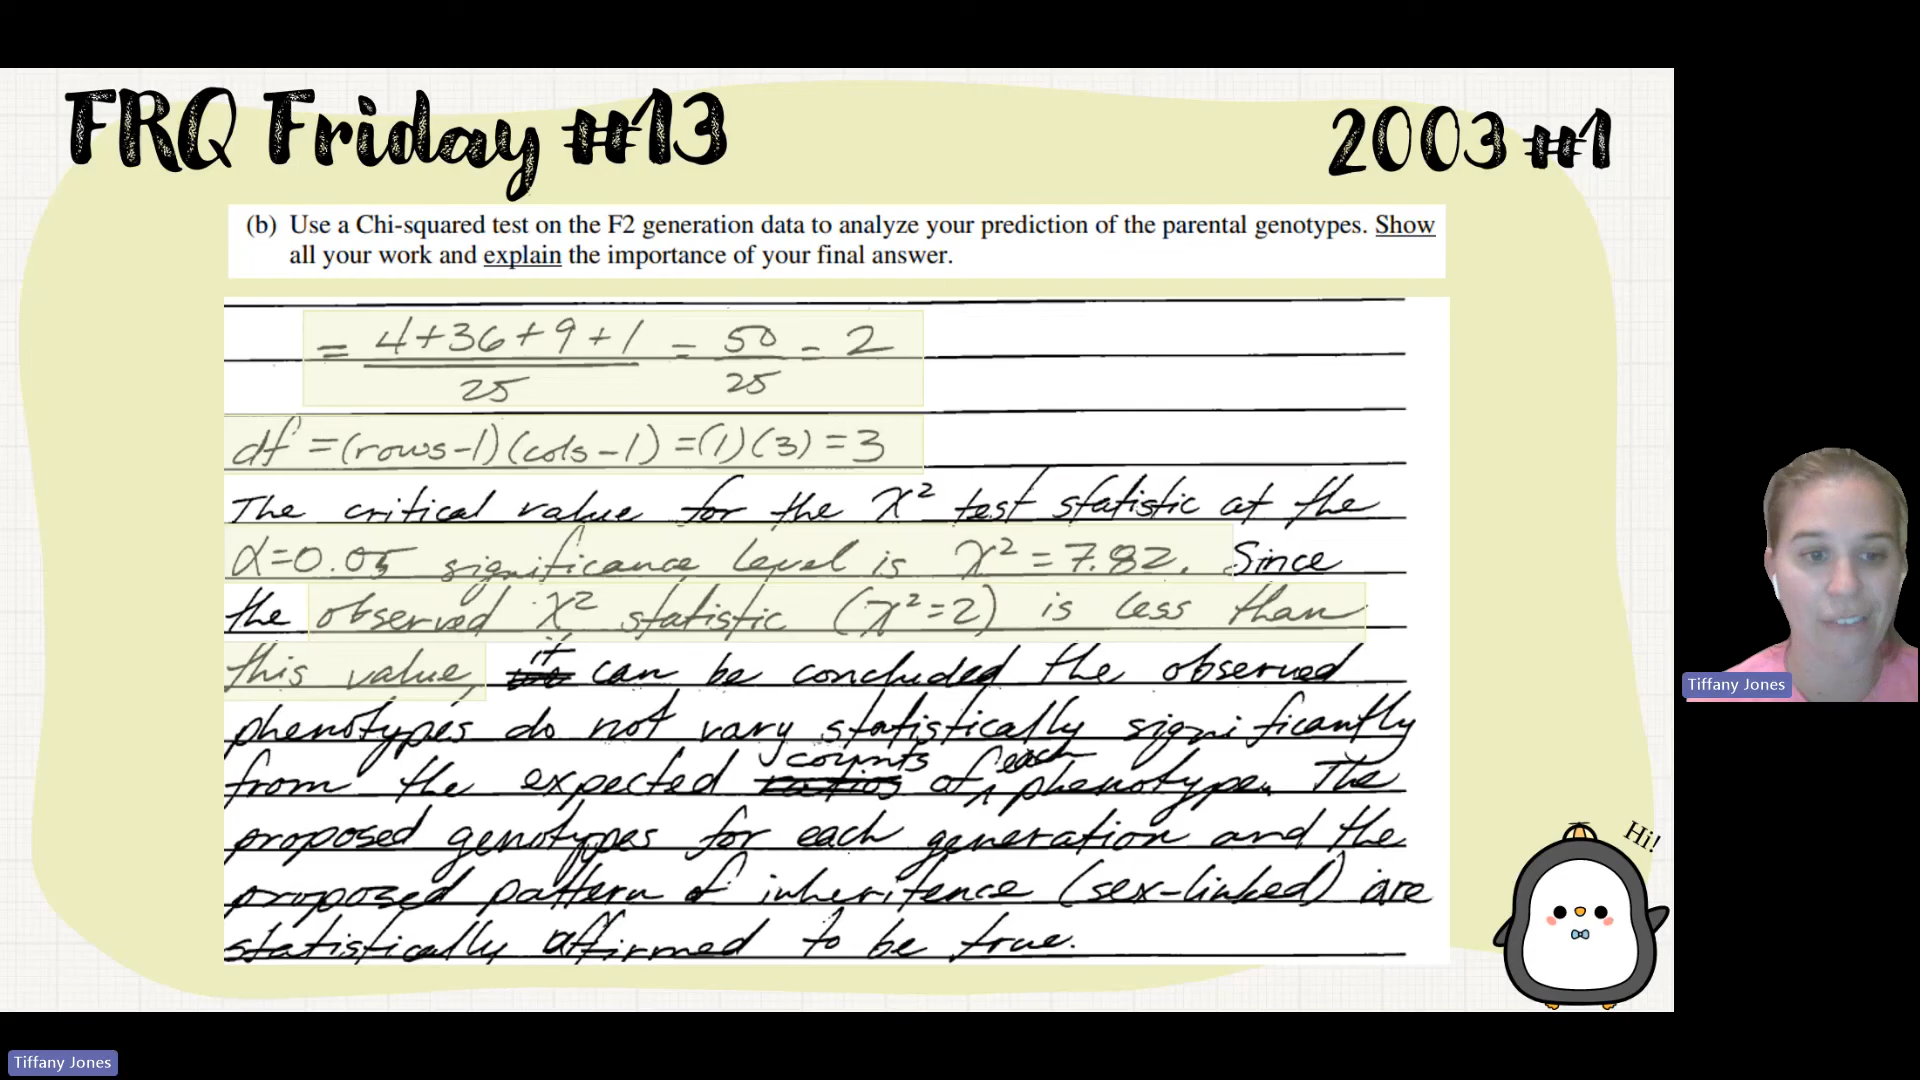 FRQ Friday #13
2003 #1
(b) Use a Chi-squared test on the F2 generation data to analyze your prediction of the parental genotypes. Show
all your work and explain the importance of your final answer.
= 4+36+9+1 / 25 = 50 / 25 = 2
df = (rows-1)(cols-1) = (1)(3) = 3
The critical value for the χ² test statistic at the
α=0.05 significance level is χ² = 7.82. Since
the observed χ² statistic (χ²=2) is less than
this value, it can be concluded the observed
phenotypes do not vary statistically significantly
from the expected counts of each phenotype. The
proposed genotypes for each generation and the
proposed pattern of inheritence (sex-linked) are
statistically affirmed to be true.
Hi!
Tiffany Jones
Tiffany Jones